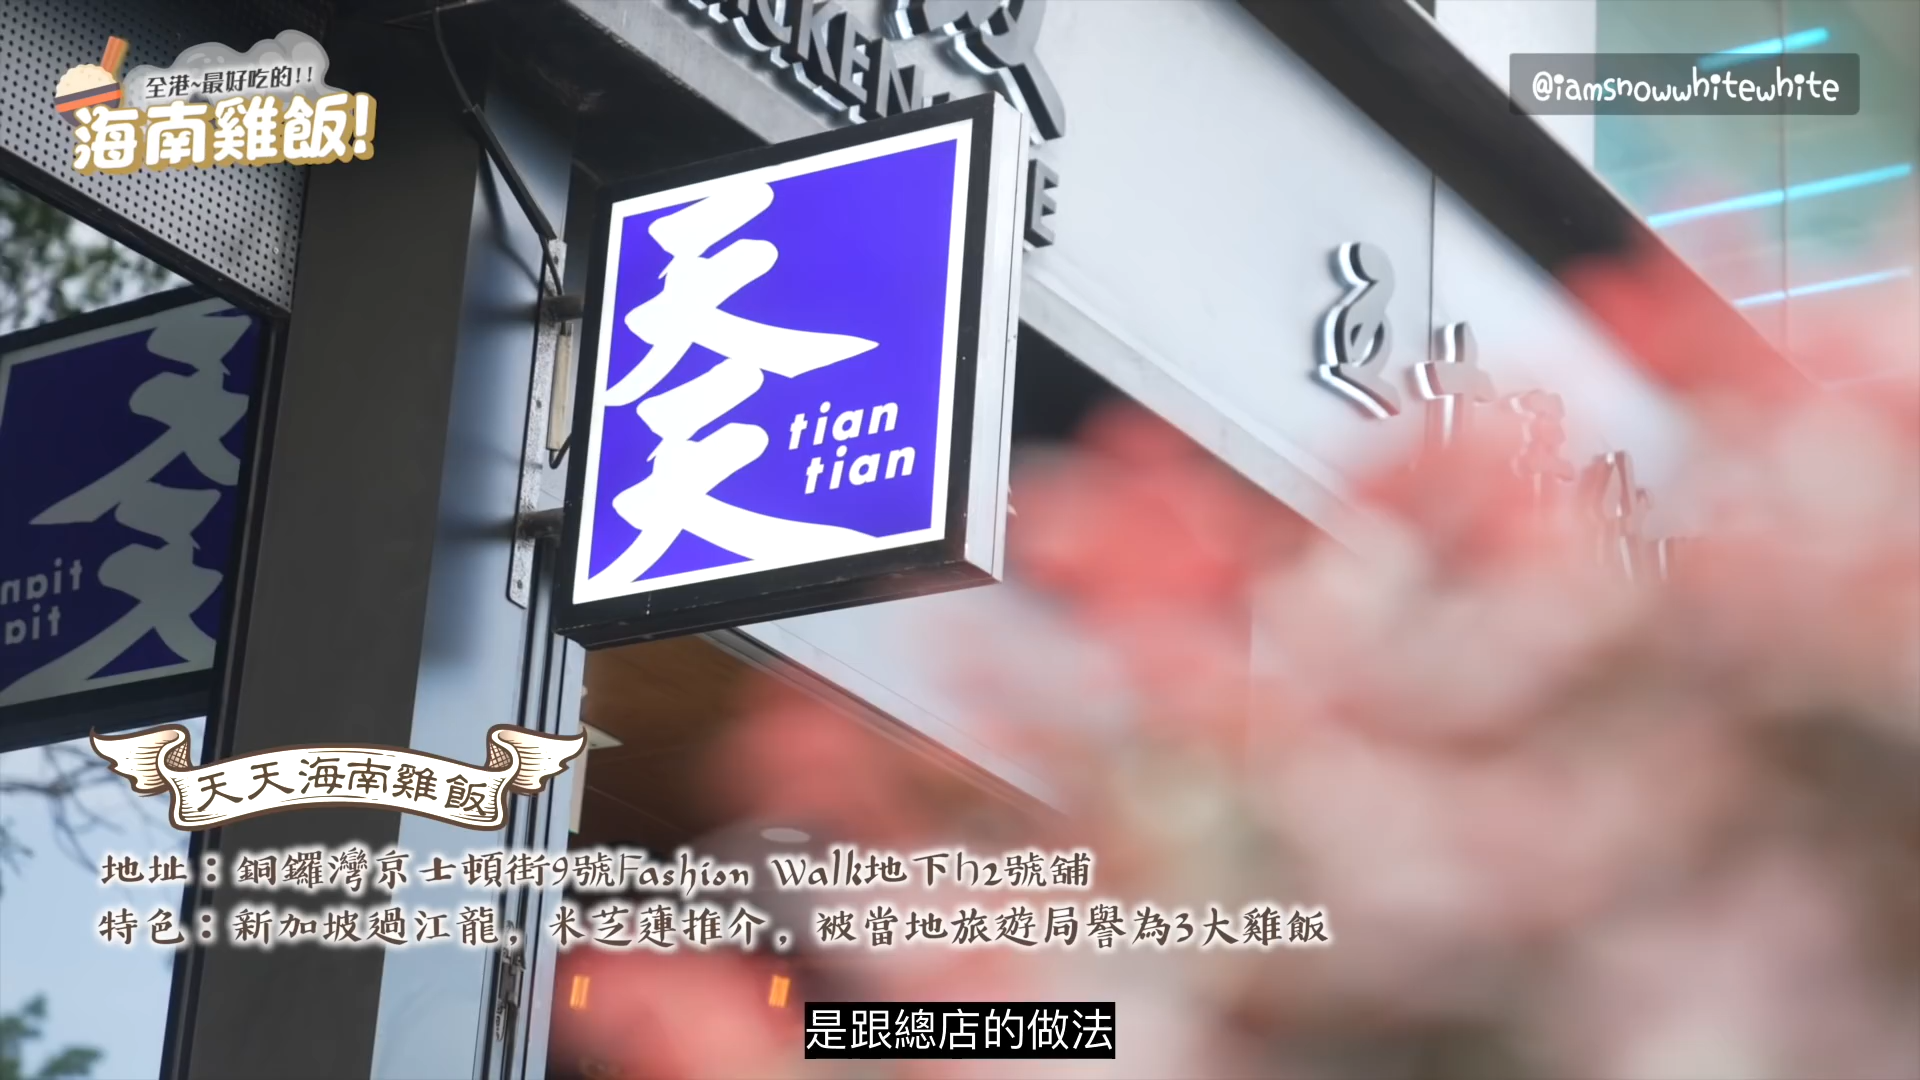 全港~最好吃的!!
海南雞飯!
@iamsnowwhitewhite
天天
tian
tian
天天海南雞飯
地址：銅鑼灣京士頓街9號Fashion Walk地下h2號舖
特色：新加坡過江龍，米芝蓮推介，被當地旅遊局譽為3大雞飯
是跟總店的做法